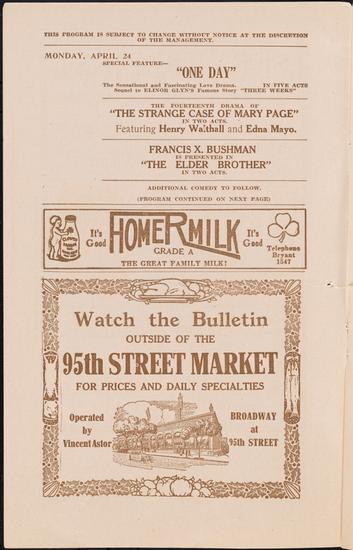 THIS PROGRAM IS SUBJECT TO CHANGE WITHOUT NOTICE AT THE DISCRETION
OF THE MANAGEMENT.
MONDAY, APRIL 24
SPECIAL FEATURE—
"ONE DAY"
The Sensational and Fascinating Love Drama. IN FIVE ACTS
Sequel to ELINOR GLYN'S Famous Story "THREE WEEKS"
THE FOURTEENTH DRAMA OF
"THE STRANGE CASE OF MARY PAGE"
IN TWO ACTS.
Featuring Henry Walthall and Edna Mayo.
FRANCIS X. BUSHMAN
IS PRESENTED IN
"THE ELDER BROTHER"
IN TWO ACTS.
ADDITIONAL COMEDY TO FOLLOW.
(PROGRAM CONTINUED ON NEXT PAGE)
It's
Good
HOMER MILK
GRADE A
THE GREAT FAMILY MILK!
It's
Good
Telephone
Bryant
1547
Watch the Bulletin
OUTSIDE OF THE
95th STREET MARKET
FOR PRICES AND DAILY SPECIALTIES
Operated
by
Vincent Astor
BROADWAY
at
95th STREET